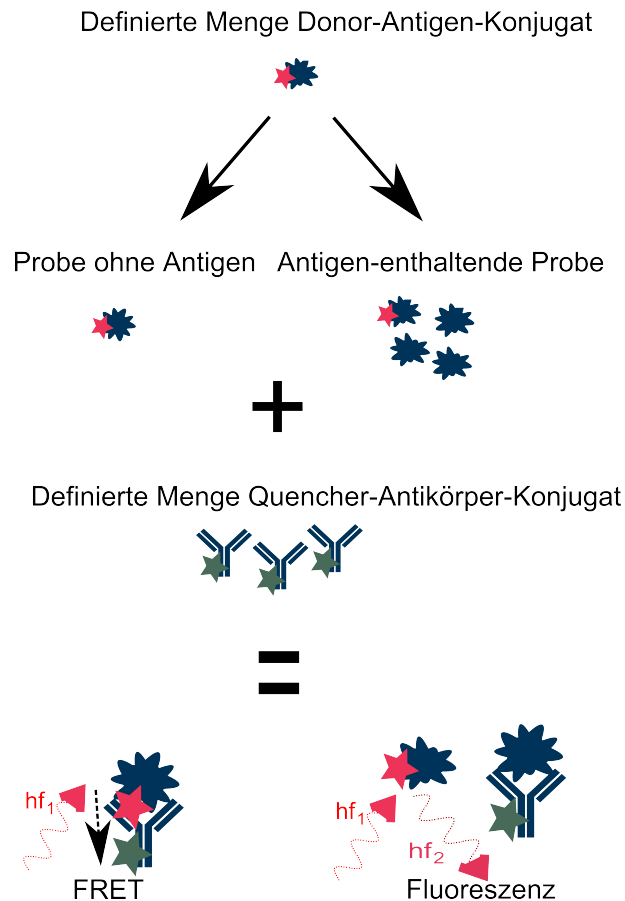 Definierte Menge Donor-Antigen-Konjugat
Probe ohne Antigen
Antigen-enthaltende Probe
+
Definierte Menge Quencher-Antikörper-Konjugat
=
hf₁
hf₁
hf₂
FRET
Fluoreszenz